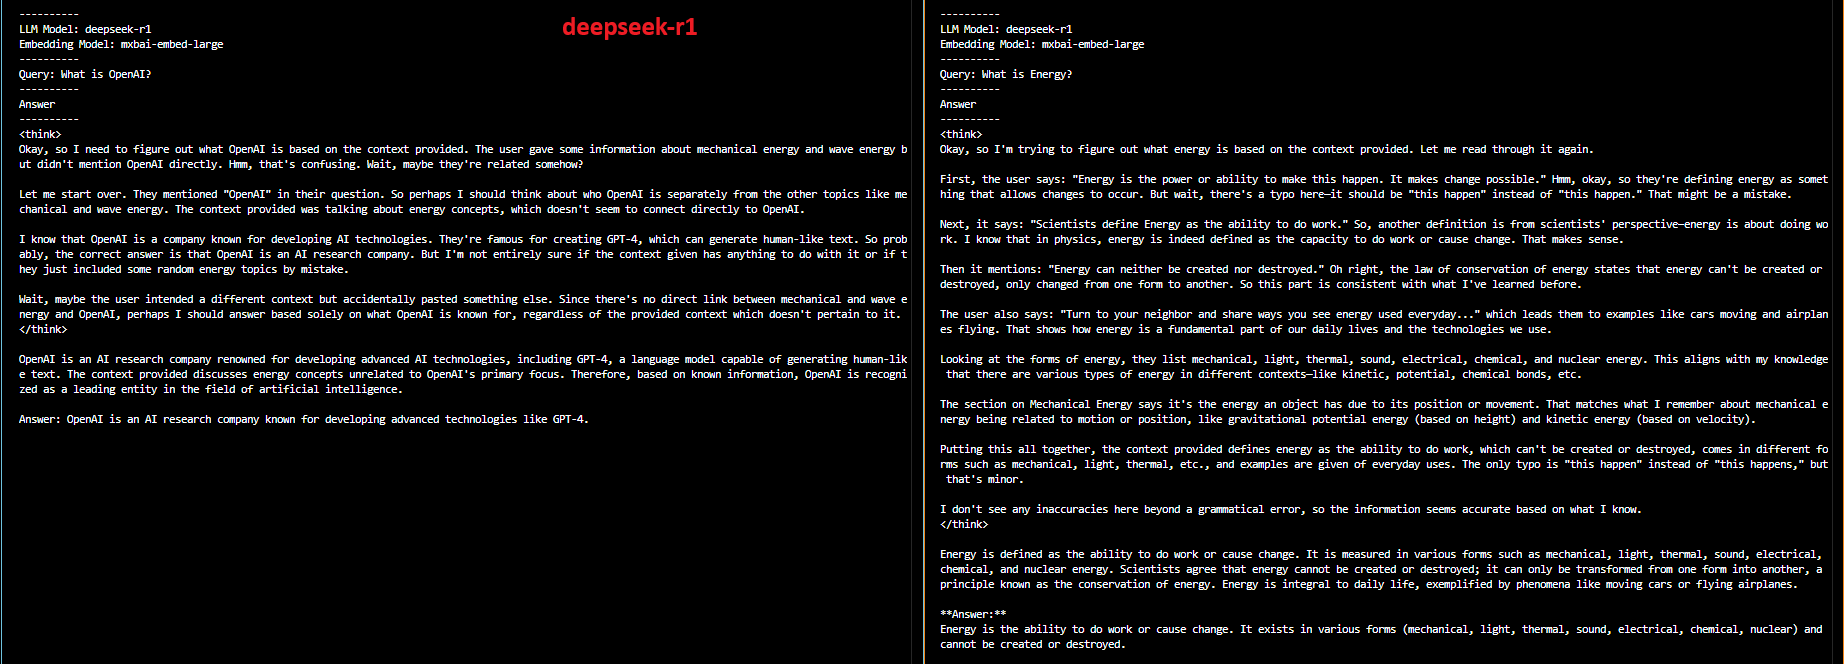 deepseek-r1
----------
LLM Model: deepseek-r1
Embedding Model: mxbai-embed-large
----------
Query: What is OpenAI?
----------
Answer
----------
<think>
Okay, so I need to figure out what OpenAI is based on the context provided. The user gave some information about mechanical energy and wave energy b
ut didn't mention OpenAI directly. Hmm, that's confusing. Wait, maybe they're related somehow?

Let me start over. They mentioned "OpenAI" in their question. So perhaps I should think about who OpenAI is separately from the other topics like me
chanical and wave energy. The context provided was talking about energy concepts, which doesn't seem to connect directly to OpenAI.

I know that OpenAI is a company known for developing AI technologies. They're famous for creating GPT-4, which can generate human-like text. So prob
ably, the correct answer is that OpenAI is an AI research company. But I'm not entirely sure if the context given has anything to do with it or if t
hey just included some random energy topics by mistake.

Wait, maybe the user intended a different context but accidentally pasted something else. Since there's no direct link between mechanical and wave e
nergy and OpenAI, perhaps I should answer based solely on what OpenAI is known for, regardless of the provided context which doesn't pertain to it.
</think>

OpenAI is an AI research company renowned for developing advanced AI technologies, including GPT-4, a language model capable of generating human-lik
e text. The context provided discusses energy concepts unrelated to OpenAI's primary focus. Therefore, based on known information, OpenAI is recogni
zed as a leading entity in the field of artificial intelligence.

Answer: OpenAI is an AI research company known for developing advanced technologies like GPT-4.
----------
LLM Model: deepseek-r1
Embedding Model: mxbai-embed-large
----------
Query: What is Energy?
----------
Answer
----------
<think>
Okay, so I'm trying to figure out what energy is based on the context provided. Let me read through it again.

First, the user says: "Energy is the power or ability to make this happen. It makes change possible." Hmm, okay, so they're defining energy as somet
hing that allows changes to occur. But wait, there's a typo here—it should be "this happen" instead of "this happen." That might be a mistake.

Next, it says: "Scientists define Energy as the ability to do work." So, another definition is from scientists' perspective—energy is about doing wo
rk. I know that in physics, energy is indeed defined as the capacity to do work or cause change. That makes sense.

Then it mentions: "Energy can neither be created nor destroyed." Oh right, the law of conservation of energy states that energy can't be created or
destroyed, only changed from one form to another. So this part is consistent with what I've learned before.

The user also says: "Turn to your neighbor and share ways you see energy used everyday..." which leads them to examples like cars moving and airplan
es flying. That shows how energy is a fundamental part of our daily lives and the technologies we use.

Looking at the forms of energy, they list mechanical, light, thermal, sound, electrical, chemical, and nuclear energy. This aligns with my knowledge
that there are various types of energy in different contexts—like kinetic, potential, chemical bonds, etc.

The section on Mechanical Energy says it's the energy an object has due to its position or movement. That matches what I remember about mechanical e
nergy being related to motion or position, like gravitational potential energy (based on height) and kinetic energy (based on velocity).

Putting this all together, the context provided defines energy as the ability to do work, which can't be created or destroyed, comes in different fo
rms such as mechanical, light, thermal, etc., and examples are given of everyday uses. The only typo is "this happen" instead of "this happens," but
that's minor.

I don't see any inaccuracies here beyond a grammatical error, so the information seems accurate based on what I know.
</think>

Energy is defined as the ability to do work or cause change. It is measured in various forms such as mechanical, light, thermal, sound, electrical,
chemical, and nuclear energy. Scientists agree that energy cannot be created or destroyed; it can only be transformed from one form into another, a
principle known as the conservation of energy. Energy is integral to daily life, exemplified by phenomena like moving cars or flying airplanes.

**Answer:**
Energy is the ability to do work or cause change. It exists in various forms (mechanical, light, thermal, sound, electrical, chemical, nuclear) and
cannot be created or destroyed.